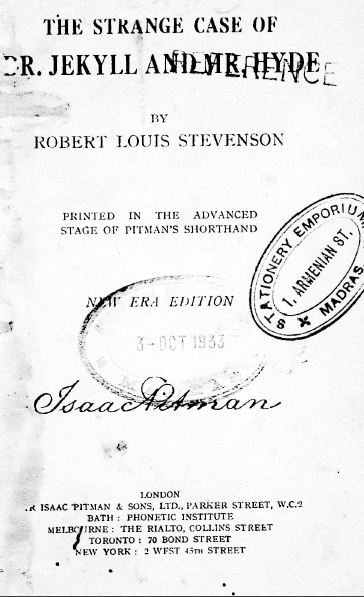 THE STRANGE CASE OF
DR. JEKYLL AND MR. HYDE
REFERENCE
BY
ROBERT LOUIS STEVENSON
PRINTED IN THE ADVANCED
STAGE OF PITMAN'S SHORTHAND
STATIONERY EMPORIUM
1, ARMENIAN ST.
MADRAS
NEW ERA EDITION
3-OCT 1933
Isaac Pitman
LONDON
SIR ISAAC PITMAN & SONS, LTD., PARKER STREET, W.C.2
BATH : PHONETIC INSTITUTE
MELBOURNE : THE RIALTO, COLLINS STREET
TORONTO : 70 BOND STREET
NEW YORK : 2 WEST 45TH STREET